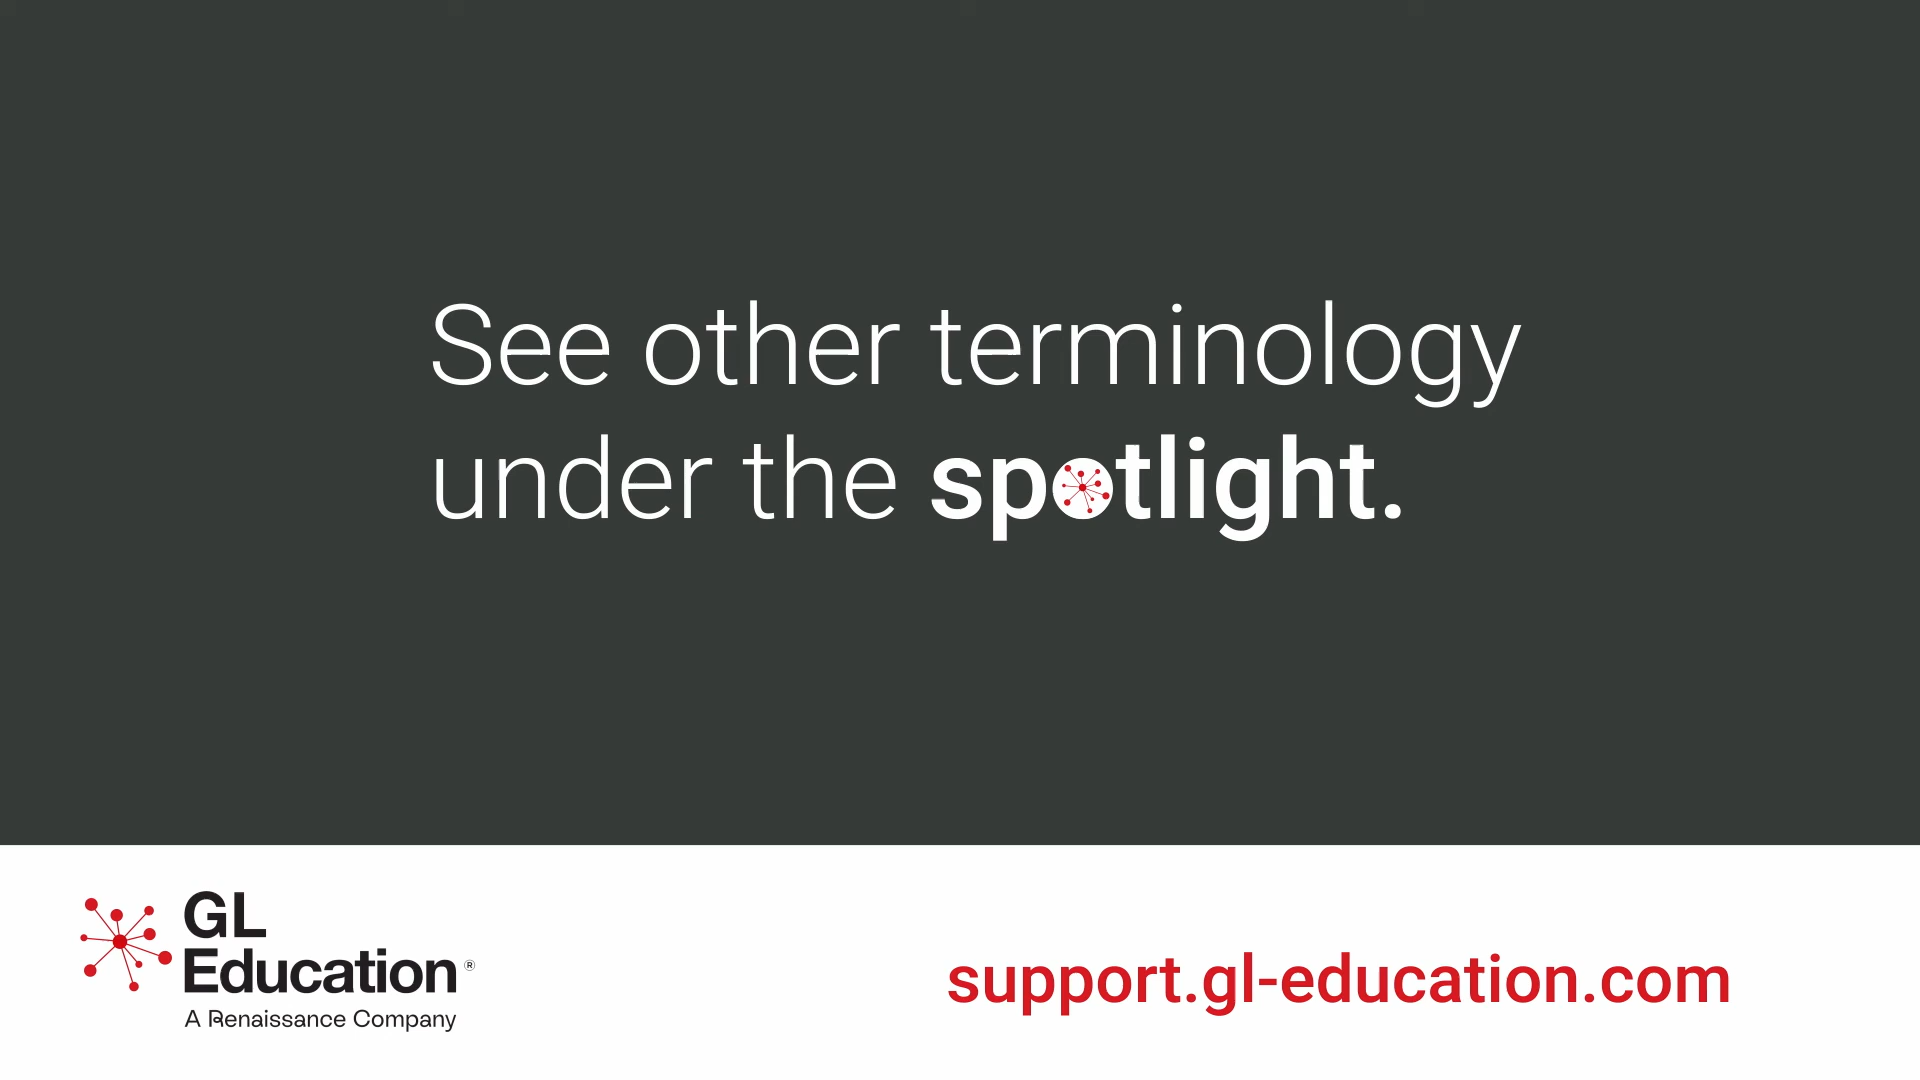 See other terminology
under the spotlight.
GL
Education ®
A Renaissance Company
support.gl-education.com